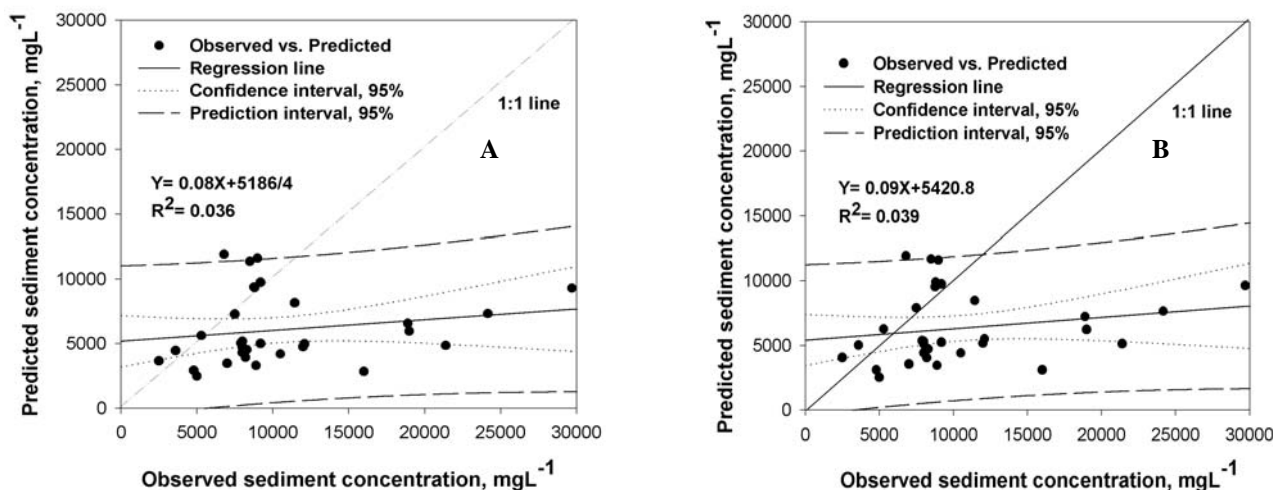 Predicted sediment concentration, mgL-1
30000
25000
20000
15000
10000
5000
0
Observed vs. Predicted
Regression line
Confidence interval, 95%
Prediction interval, 95%
1:1 line
A
Y= 0.08X+5186/4
R2= 0.036
0 5000 10000 15000 20000 25000 30000
Observed sediment concentration, mgL-1
Predicted sediment concentration, mgL-1
30000
25000
20000
15000
10000
5000
0
Observed vs. Predicted
Regression line
Confidence interval, 95%
Prediction interval, 95%
1:1 line
B
Y= 0.09X+5420.8
R2= 0.039
0 5000 10000 15000 20000 25000 30000
Observed sediment concentration, mgL-1